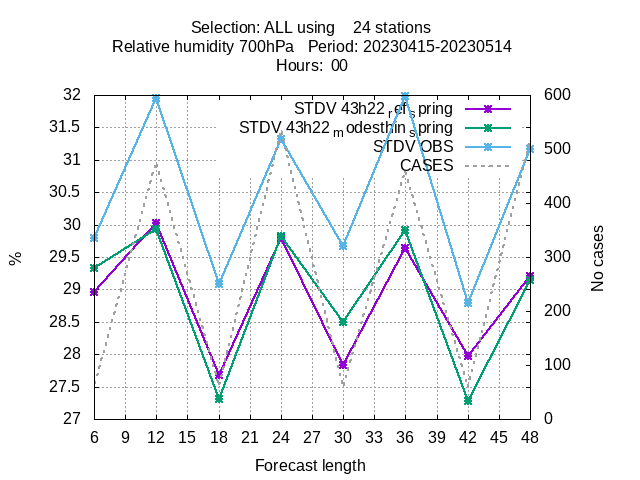 Selection: ALL using 24 stations
Relative humidity 700hPa Period: 20230415-20230514
Hours: 00
STDV 43h22refspring
STDV 43h22modesthinspring
STDV OBS
CASES
32
31.5
31
30.5
30
29.5
29
28.5
28
27.5
27
600
500
400
300
200
100
0
%
No cases
6 9 12 15 18 21 24 27 30 33 36 39 42 45 48
Forecast length